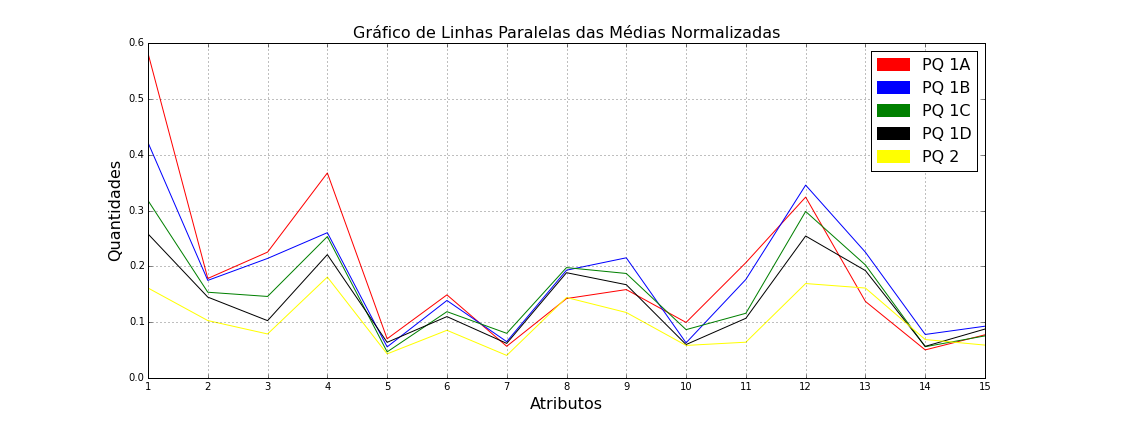 Gráfico de Linhas Paralelas das Médias Normalizadas
0.6
0.5
0.4
0.3
0.2
0.1
0.0
Quantidades
PQ 1A
PQ 1B
PQ 1C
PQ 1D
PQ 2
1 2 3 4 5 6 7 8 9 10 11 12 13 14 15
Atributos